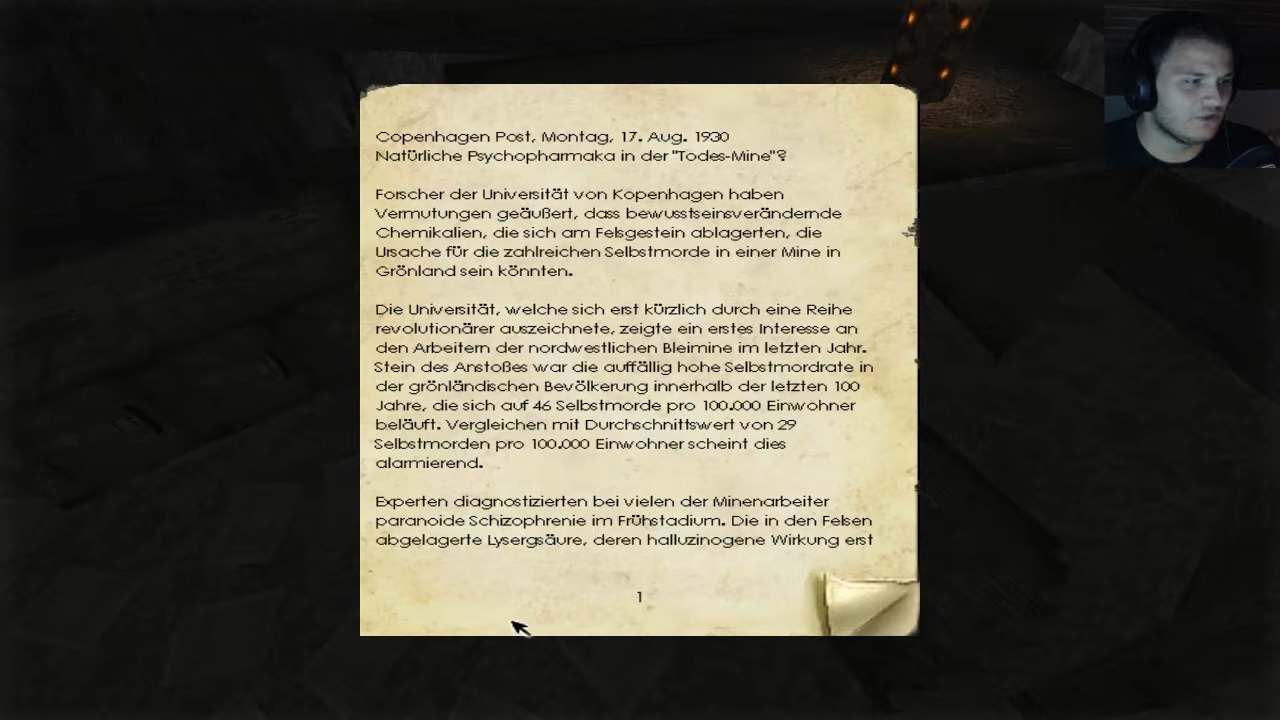 Copenhagen Post, Montag, 17. Aug. 1930
Natürliche Psychopharmaka in der "Todes-Mine"?
Forscher der Universität von Kopenhagen haben
Vermutungen geäußert, dass bewusstseinsverändernde
Chemikalien, die sich am Felsgestein ablagerten, die
Ursache für die zahlreichen Selbstmorde in einer Mine in
Grönland sein könnten.
Die Universität, welche sich erst kürzlich durch eine Reihe
revolutionärer auszeichnete, zeigte ein erstes Interesse an
den Arbeitern der nordwestlichen Bleimine im letzten Jahr.
Stein des Anstoßes war die auffällig hohe Selbstmordrate in
der grönländischen Bevölkerung innerhalb der letzten 100
Jahre, die sich auf 46 Selbstmorde pro 100.000 Einwohner
beläuft. Vergleichen mit Durchschnittswert von 29
Selbstmorden pro 100.000 Einwohner scheint dies
alarmierend.
Experten diagnostizierten bei vielen der Minenarbeiter
paranoide Schizophrenie im Frühstadium. Die in den Felsen
abgelagerte Lysergsäure, deren halluzinogene Wirkung erst
1